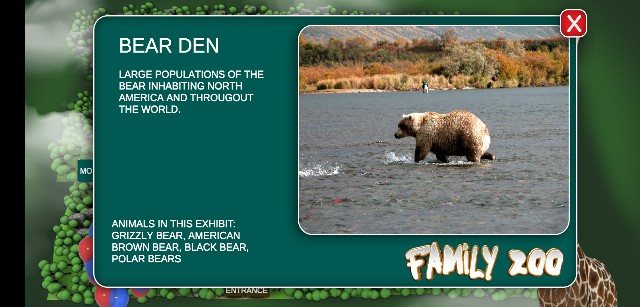 BEAR DEN
X
LARGE POPULATIONS OF THE
BEAR INHABITING NORTH
AMERICA AND THROUGOUT
THE WORLD.
MO
ANIMALS IN THIS EXHIBIT:
GRIZZLY BEAR, AMERICAN
BROWN BEAR, BLACK BEAR,
POLAR BEARS
FAMILY ZOO
ENTRANCE